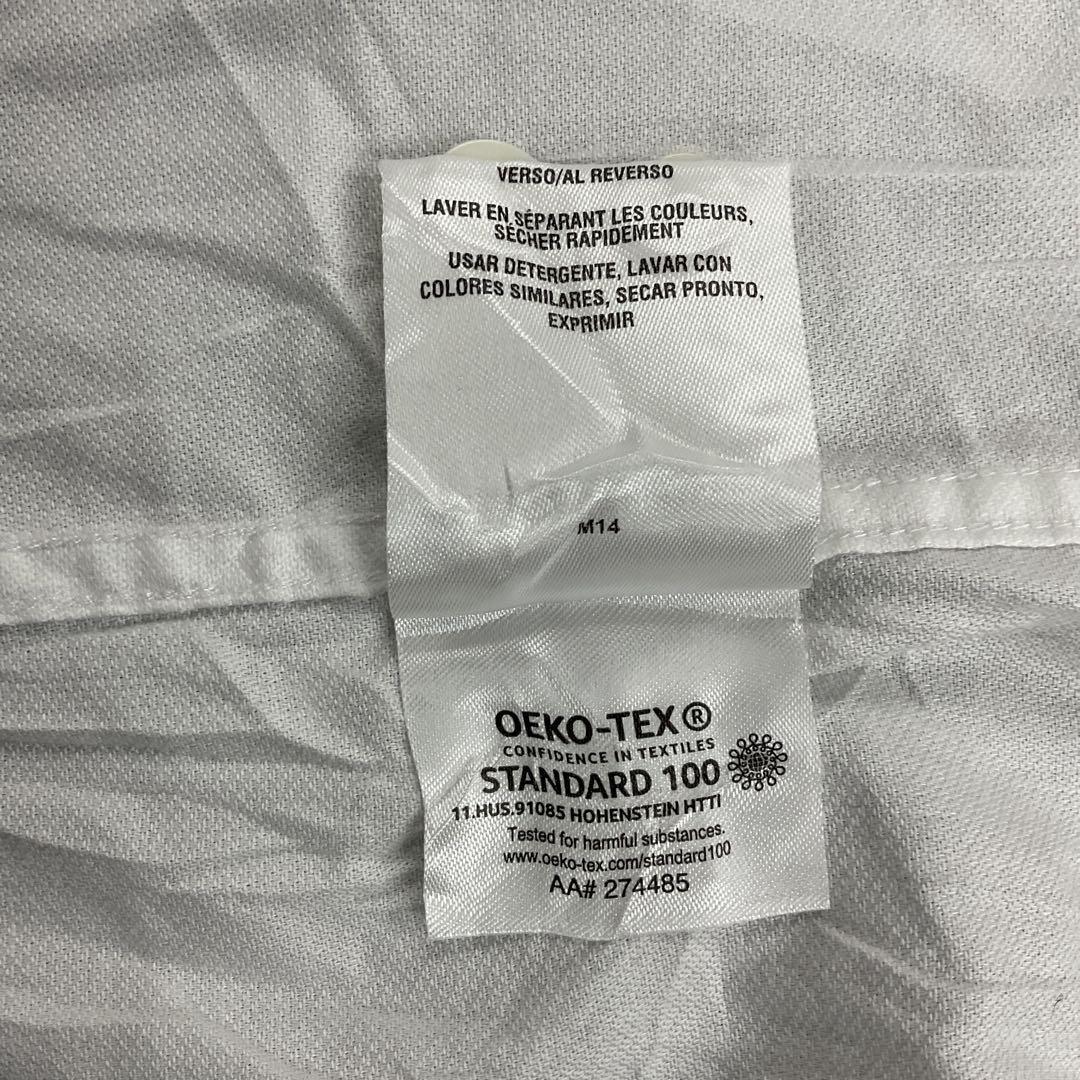 VERSO/AL REVERSO
LAVER EN SÉPARANT LES COULEURS,
SÉCHER RAPIDEMENT
USAR DETERGENTE, LAVAR CON
COLORES SIMILARES, SECAR PRONTO,
EXPRIMIR
M14
OEKO-TEX®
CONFIDENCE IN TEXTILES
STANDARD 100
11.HUS.91085 HOHENSTEIN HTTI
Tested for harmful substances.
www.oeko-tex.com/standard100
AA# 274485